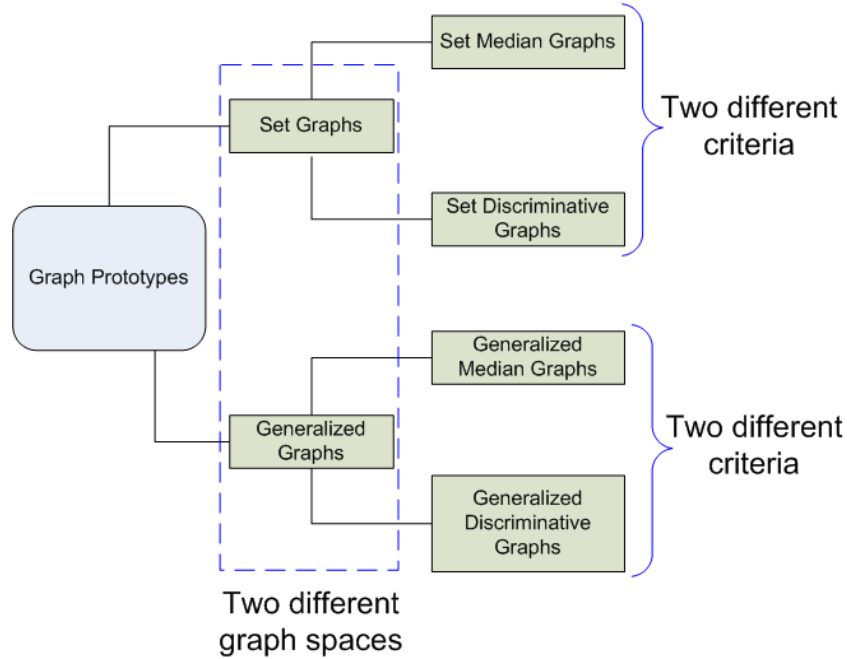 Set Median Graphs
Two different
criteria
Set Graphs
Set Discriminative
Graphs
Graph Prototypes
Generalized
Median Graphs
Two different
criteria
Generalized
Graphs
Generalized
Discriminative
Graphs
Two different
graph spaces